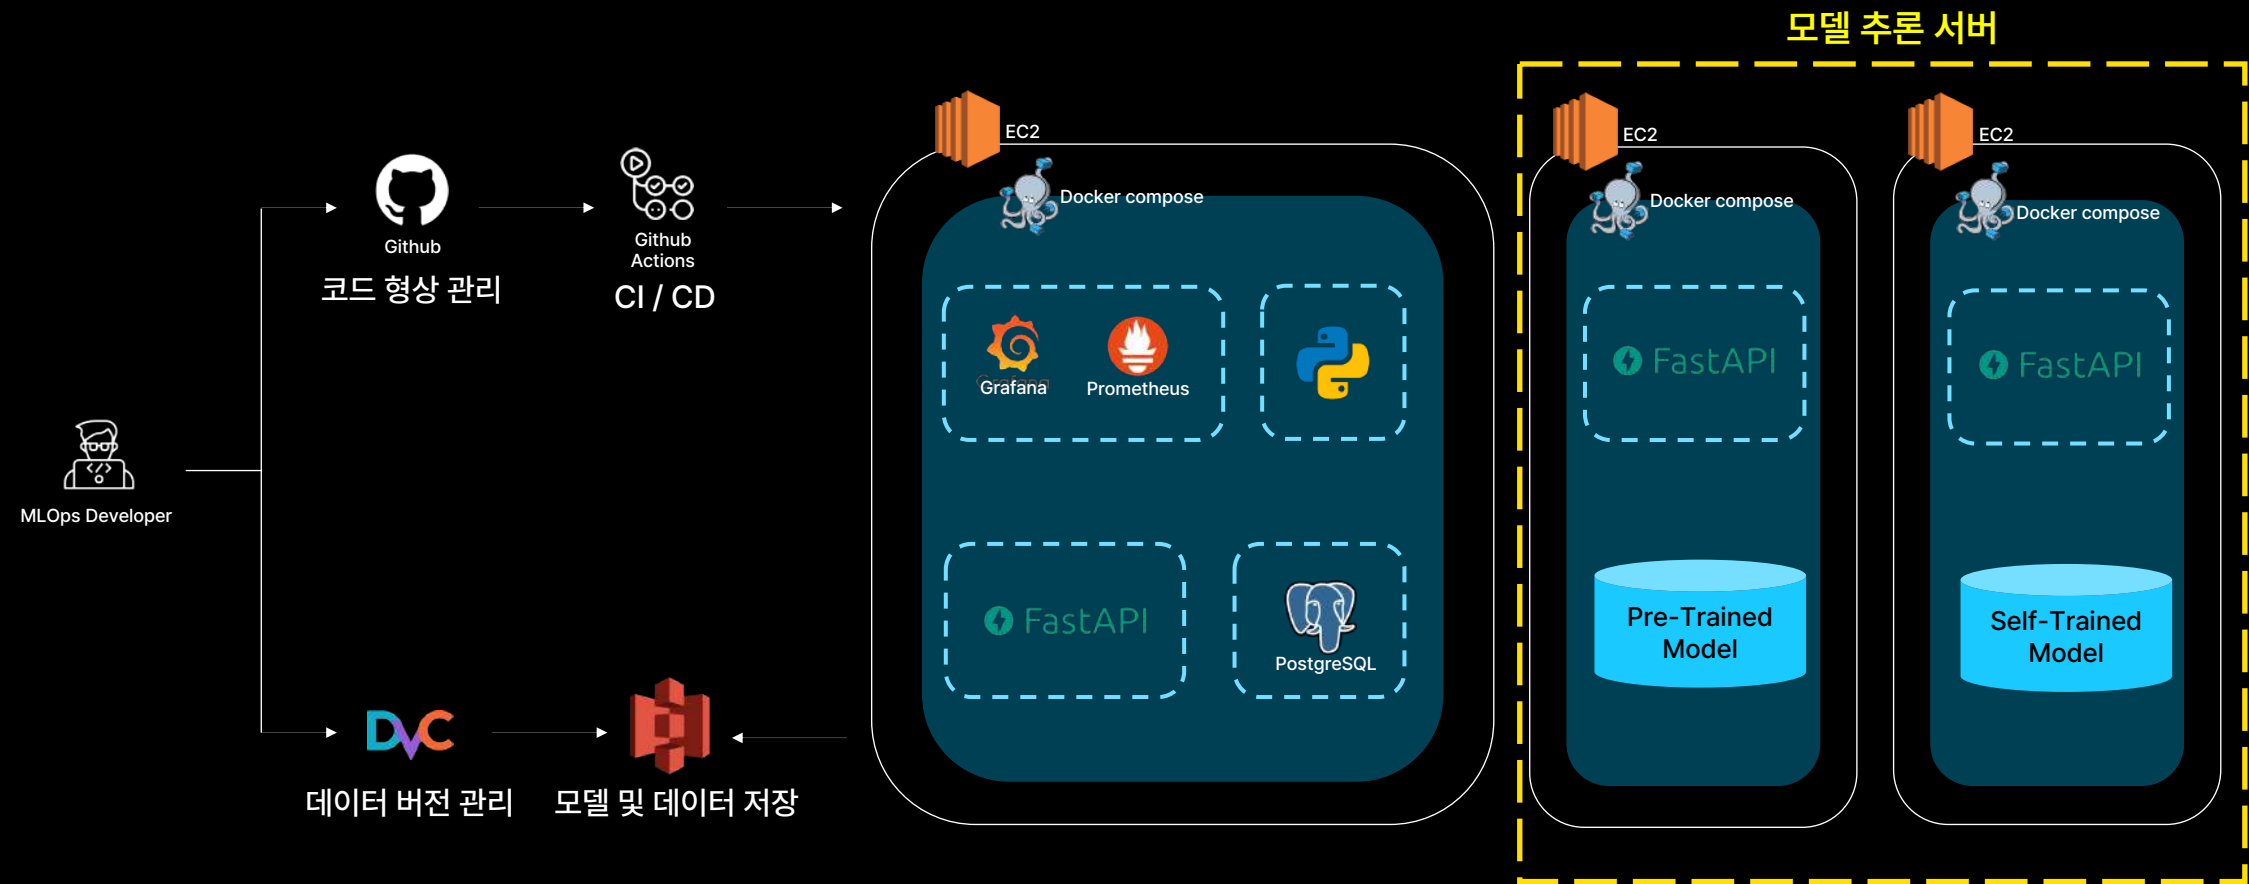 모델 추론 서버
EC2
EC2
EC2
Docker compose
Docker compose
Docker compose
Github
Github
Actions
코드 형상 관리
CI / CD
Grafana
Grafana
Prometheus
FastAPI
FastAPI
MLOps Developer
FastAPI
PostgreSQL
Pre-Trained
Model
Self-Trained
Model
DVC
데이터 버전 관리
모델 및 데이터 저장